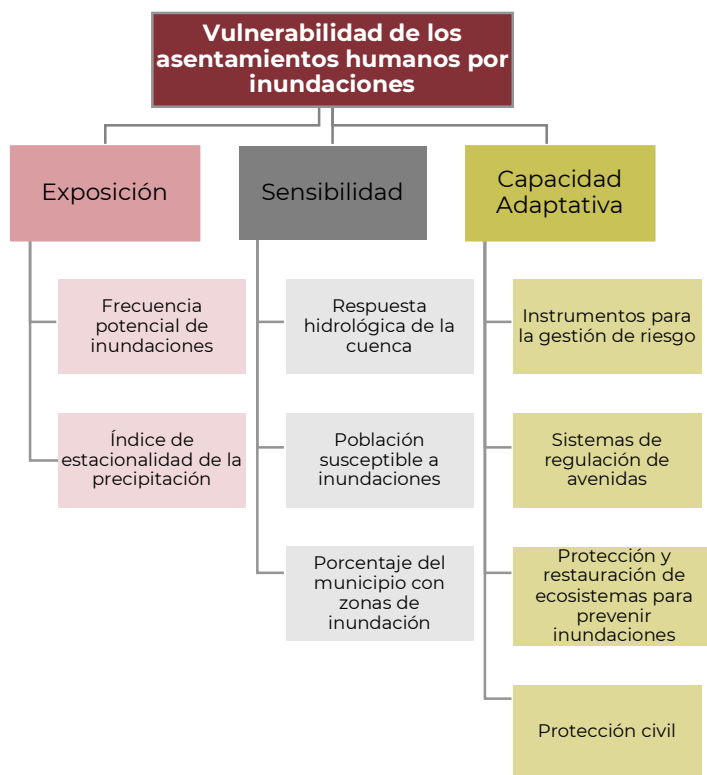 Vulnerabilidad de los
asentamientos humanos por
inundaciones
Exposición
Frecuencia
potencial de
inundaciones
Índice de
estacionalidad de la
precipitación
Sensibilidad
Respuesta
hidrológica de la
cuenca
Población
susceptible a
inundaciones
Porcentaje del
municipio con
zonas de
inundación
Capacidad
Adaptativa
Instrumentos para
la gestión de riesgo
Sistemas de
regulación de
avenidas
Protección y
restauración de
ecosistemas para
prevenir
inundaciones
Protección civil